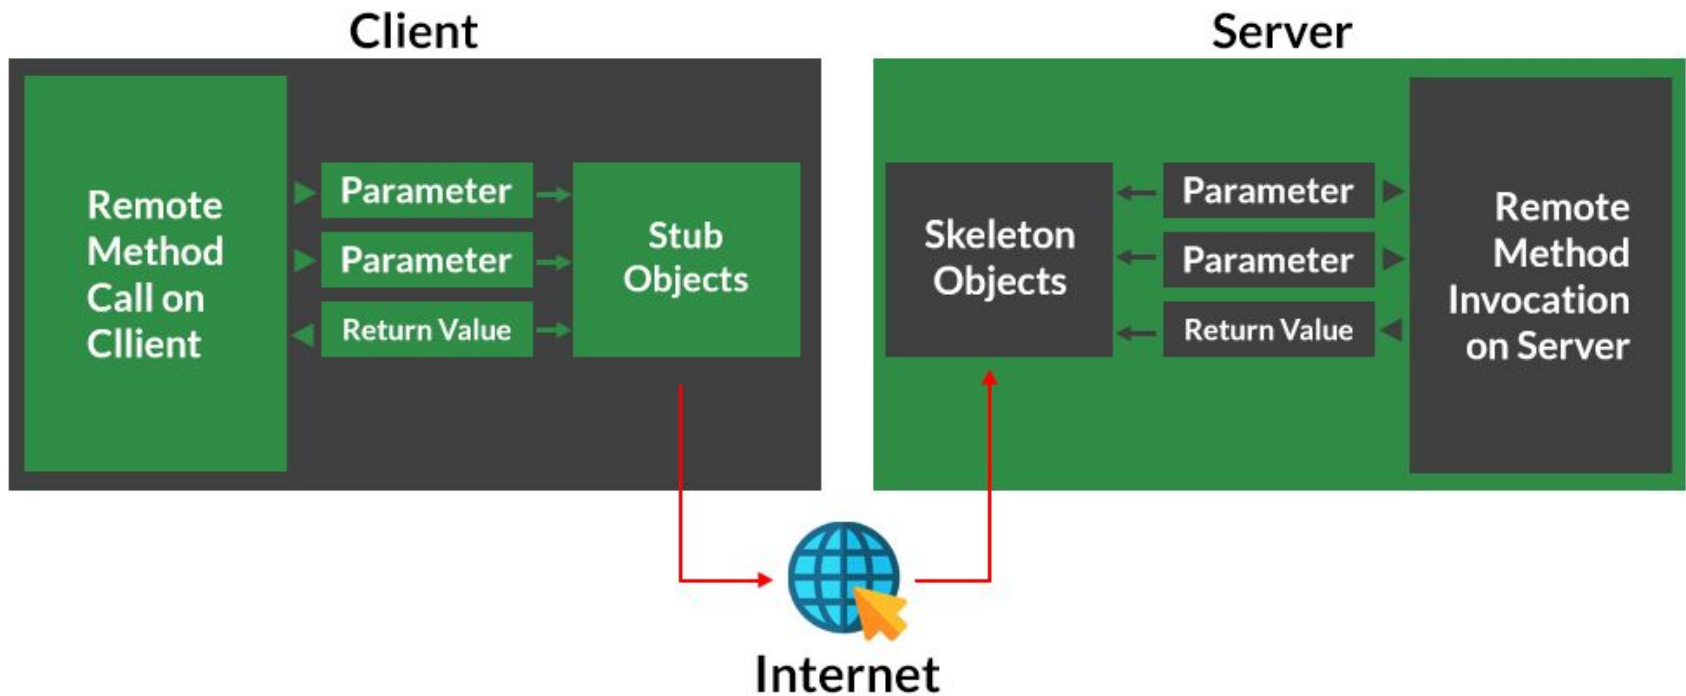 Client
Remote
Method
Call on
Cllient
Parameter
Parameter
Return Value
Stub
Objects
Server
Skeleton
Objects
Parameter
Parameter
Return Value
Remote
Method
Invocation
on Server
Internet